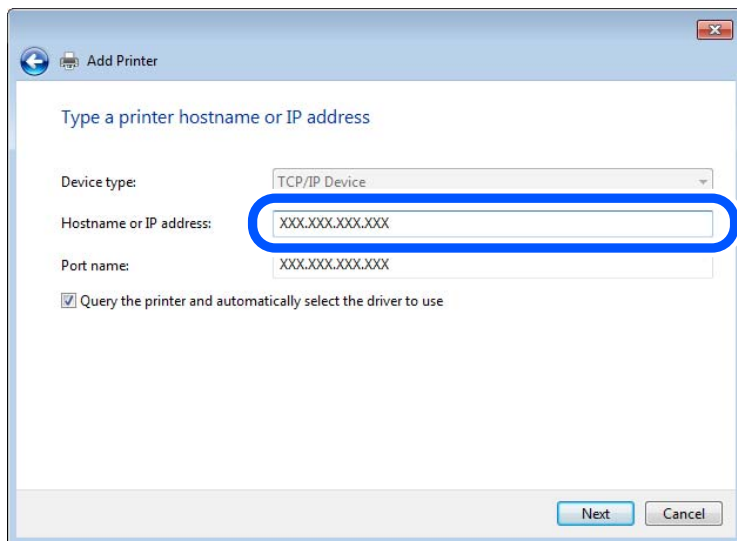 Add Printer
Type a printer hostname or IP address
Device type: TCP/IP Device
Hostname or IP address: XXX.XXX.XXX.XXX
Port name: XXX.XXX.XXX.XXX
Query the printer and automatically select the driver to use
Next Cancel